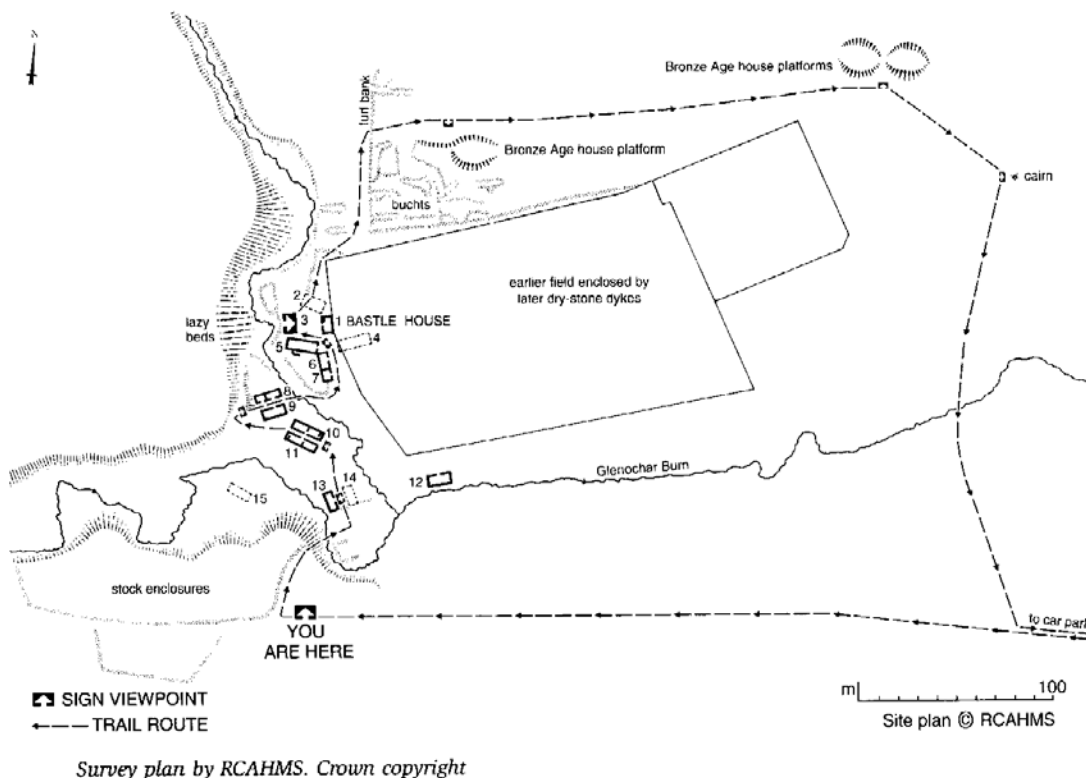 N
turf bank
Bronze Age house platforms
Bronze Age house platform
cairn
buchts
earlier field enclosed by
later dry-stone dykes
2
3
1 BASTLE HOUSE
4
5
6
7
lazy
beds
8
9
10
11
12
Glenochar Burn
13
14
15
stock enclosures
YOU
ARE HERE
to car park
SIGN VIEWPOINT
TRAIL ROUTE
m 100
Site plan © RCAHMS
Survey plan by RCAHMS. Crown copyright